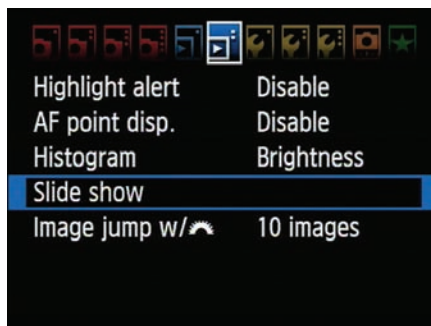 Highlight alert Disable
AF point disp. Disable
Histogram Brightness
Slide show
Image jump w/ 10 images